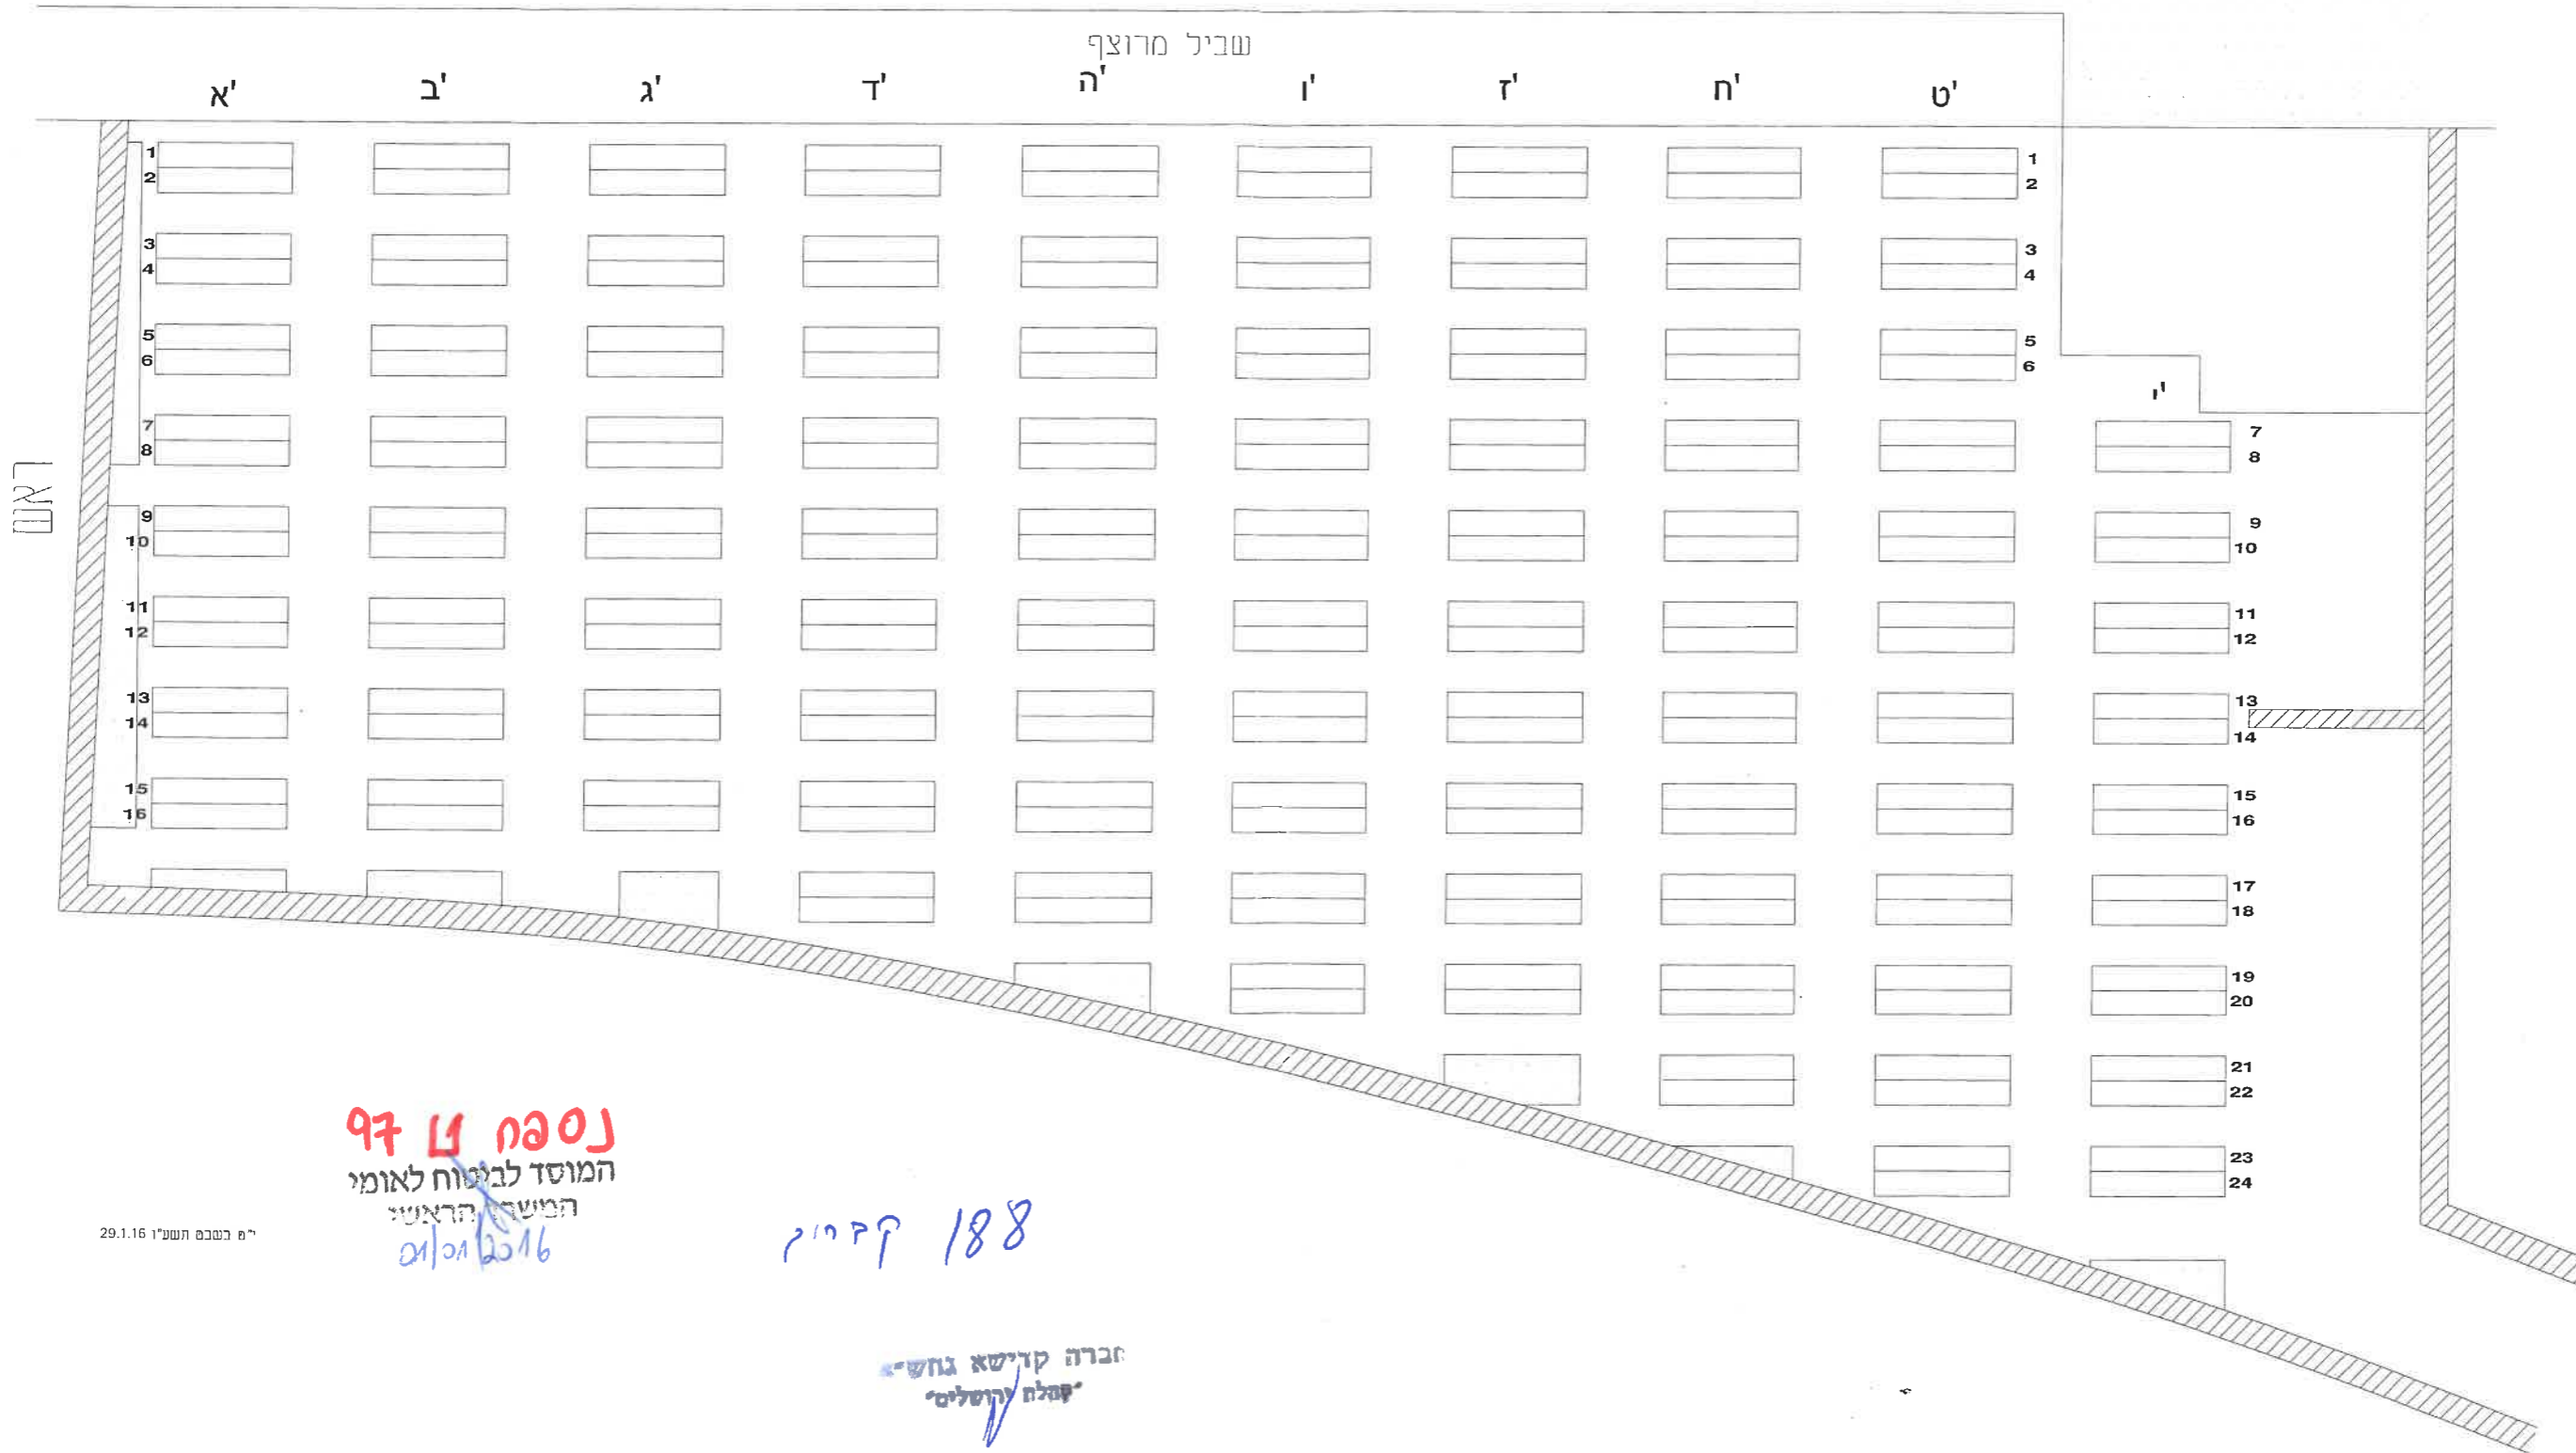 שביל מרוצף
א' ב' ג' ד' ה' ו' ז' ח' ט'
1 1
2 2
3 3
4 4
5 5
6 6
י'
7 7
8 8
ראש
9 9
10 10
11 11
12 12
13 13
14 14
15 15
16 16
17
18
19
20
21
22
23
24
נספח 97
המוסד לביטוח לאומי
המשרד הראשי
01/01/2016
188 קברים
י"ט בשבט תשע"ו 29.1.16
חברה קדישא גחש"א
"קהלת ירושלים"